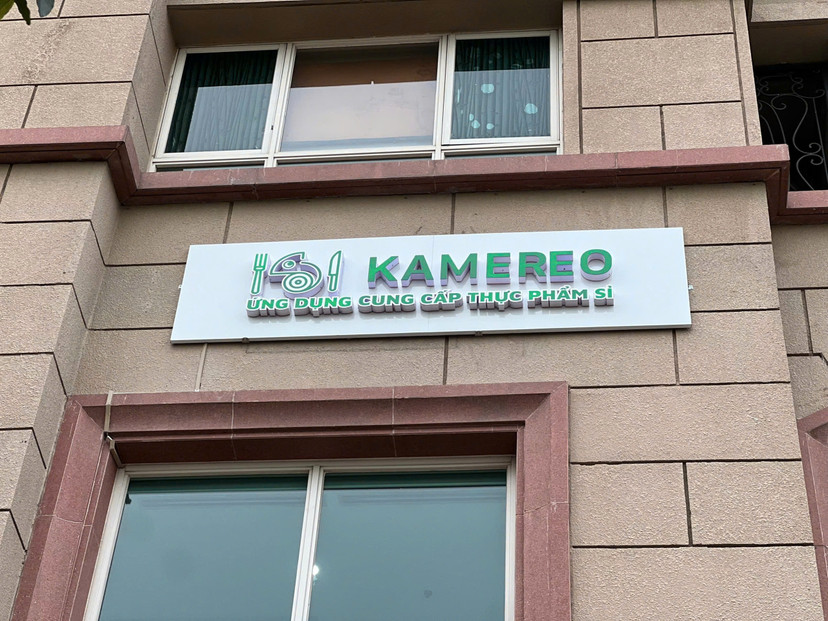 KAMEREO
ỨNG DỤNG CUNG CẤP THỰC PHẨM SỈ